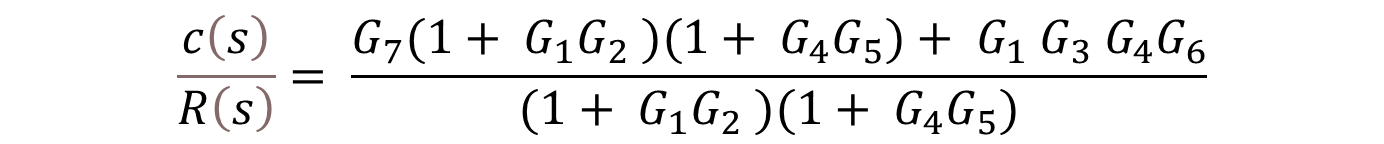 c(s)/R(s) = G₇(1 + G₁G₂ )(1 + G₄G₅) + G₁ G₃ G₄G₆ / (1 + G₁G₂ )(1 + G₄G₅)